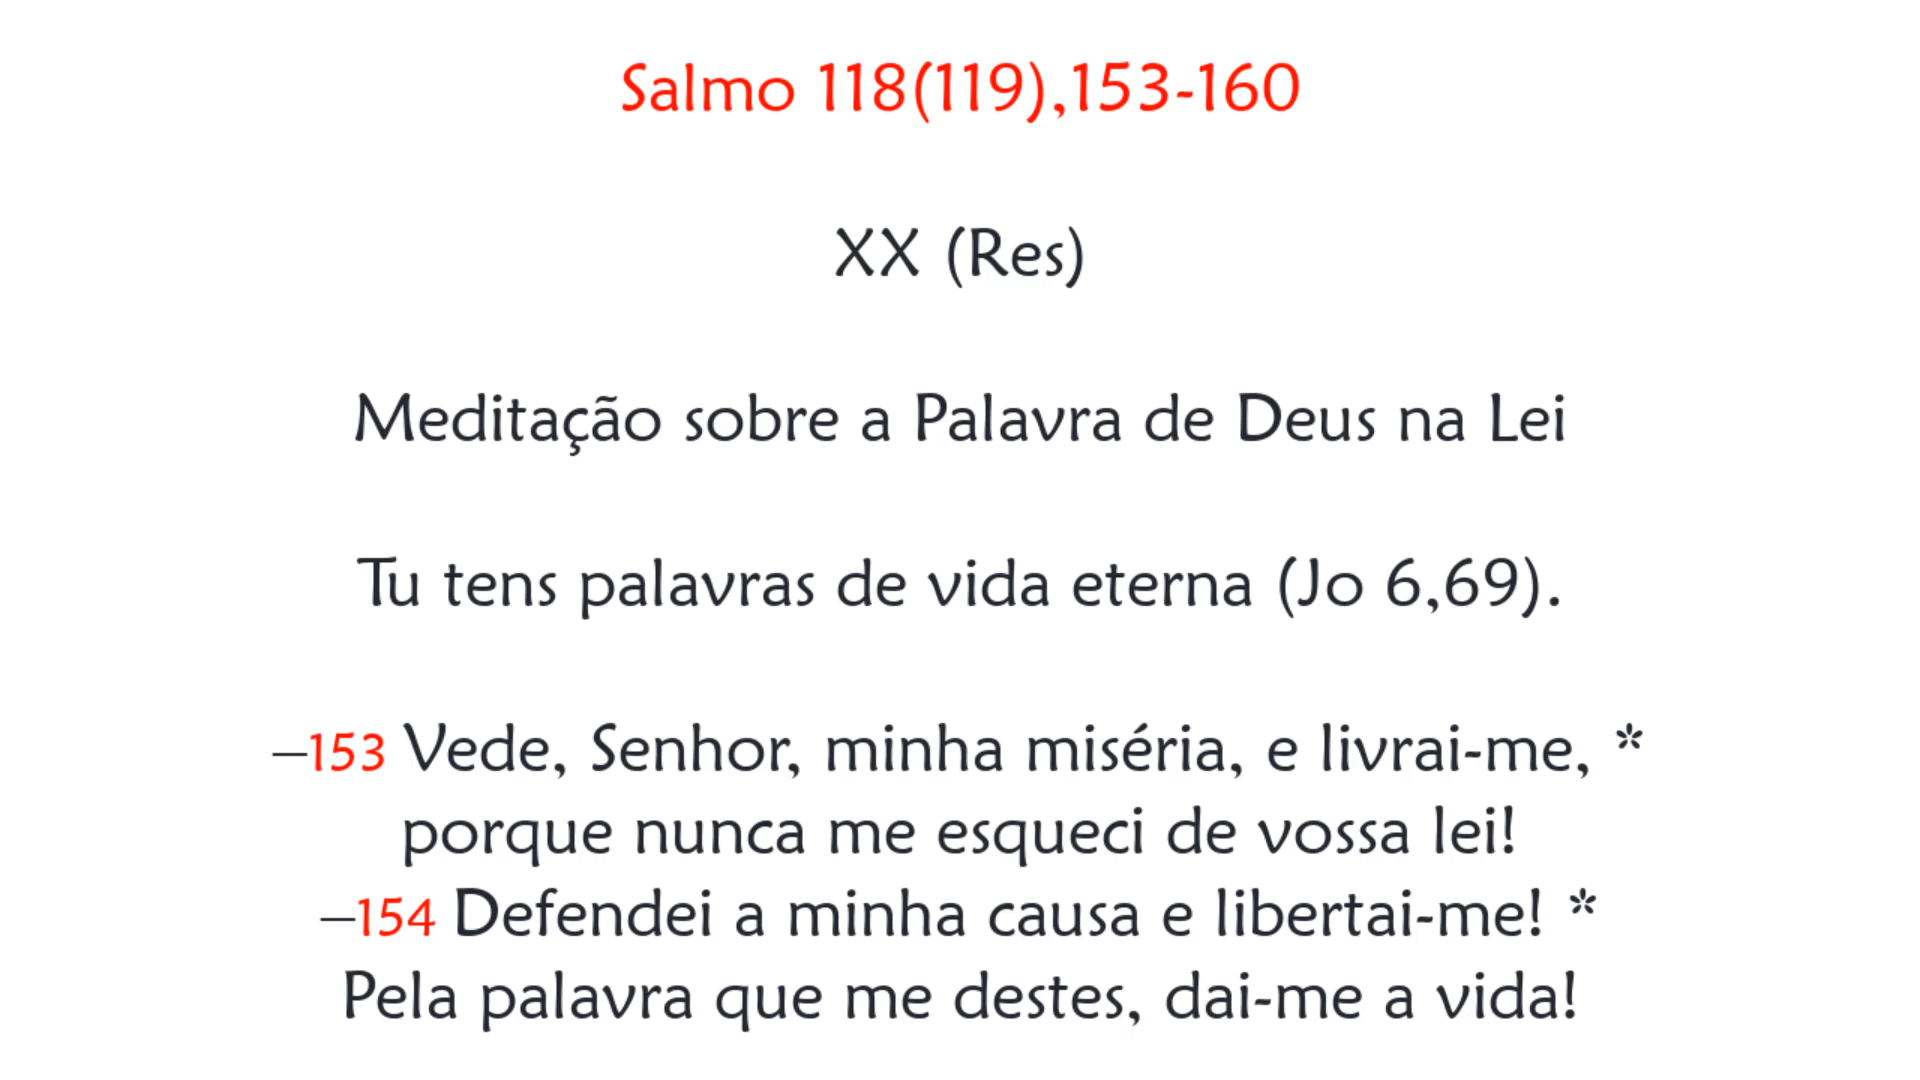 Salmo 118(119),153-160
XX (Res)
Meditação sobre a Palavra de Deus na Lei
Tu tens palavras de vida eterna (Jo 6,69).
–153 Vede, Senhor, minha miséria, e livrai-me, *
porque nunca me esqueci de vossa lei!
–154 Defendei a minha causa e libertai-me! *
Pela palavra que me destes, dai-me a vida!